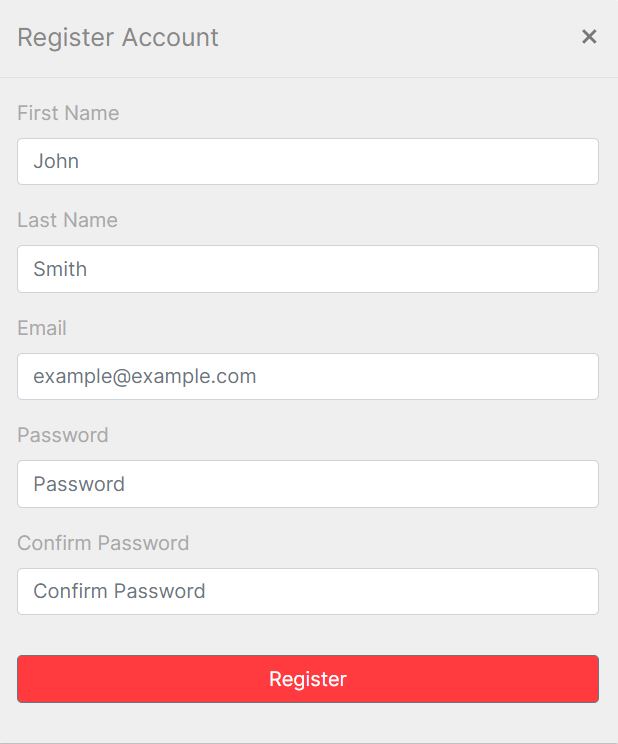 Register Account ×
First Name
John
Last Name
Smith
Email
example@example.com
Password
Password
Confirm Password
Confirm Password
Register